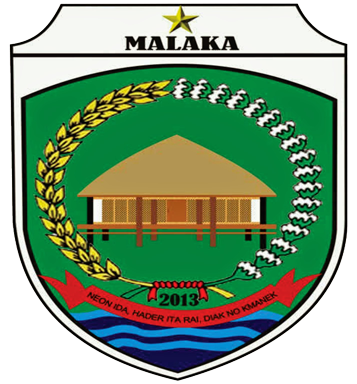 MALAKA
2013
NEON IDA, HADER ITA RAI, DIAK NO KMANEK